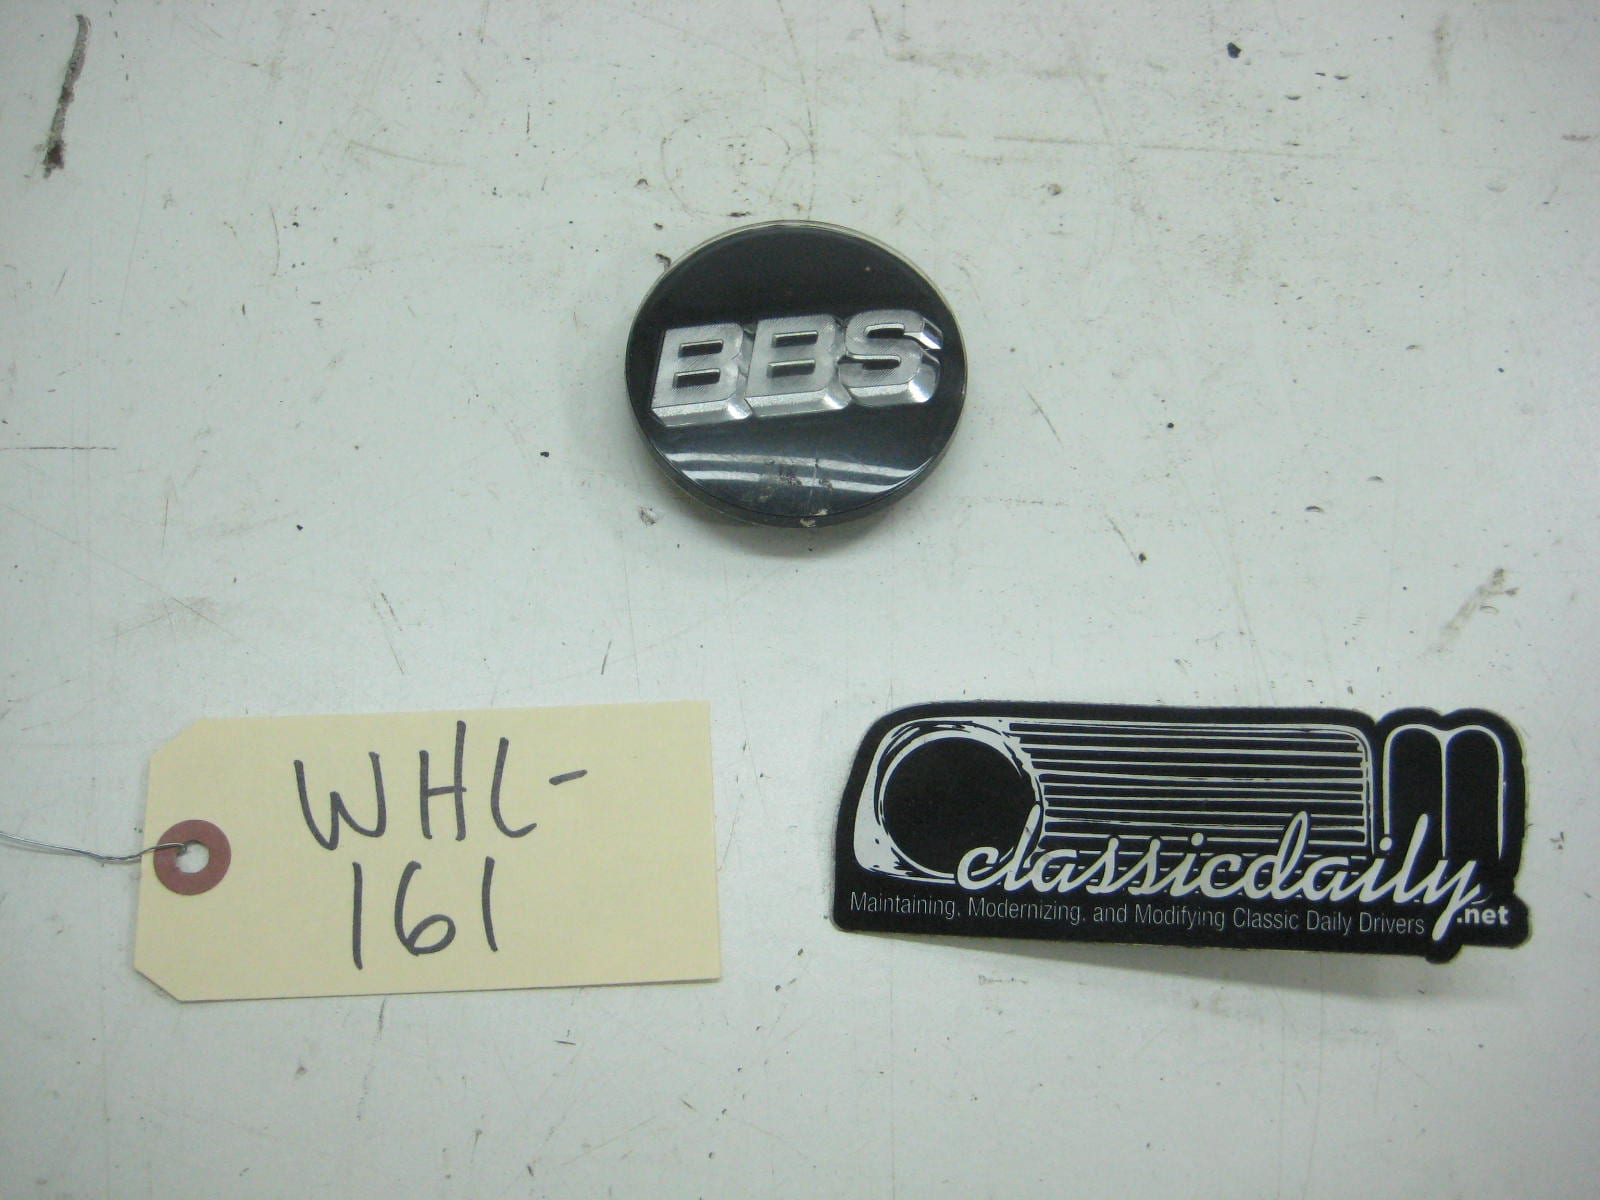 BBS
WHL-
161
classicdaily.net
Maintaining, Modernizing, and Modifying Classic Daily Drivers